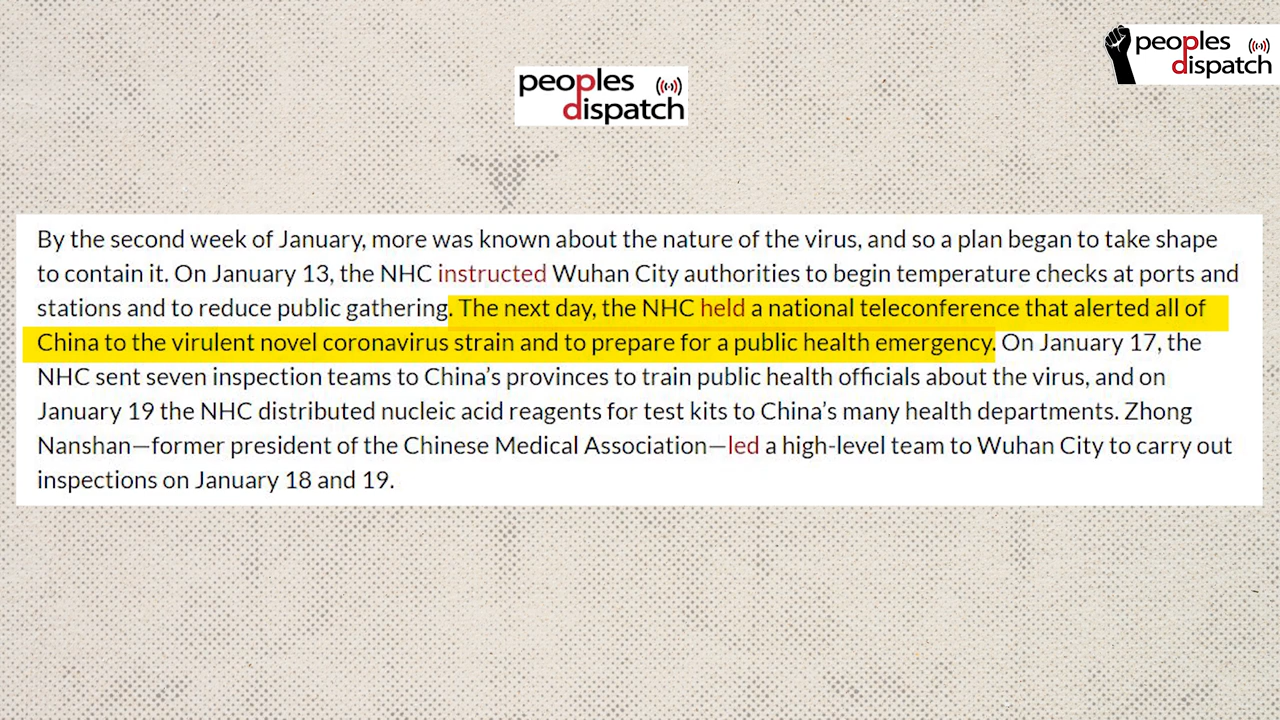 peoples
dispatch
peoples
dispatch
By the second week of January, more was known about the nature of the virus, and so a plan began to take shape
to contain it. On January 13, the NHC instructed Wuhan City authorities to begin temperature checks at ports and
stations and to reduce public gathering. The next day, the NHC held a national teleconference that alerted all of
China to the virulent novel coronavirus strain and to prepare for a public health emergency. On January 17, the
NHC sent seven inspection teams to China’s provinces to train public health officials about the virus, and on
January 19 the NHC distributed nucleic acid reagents for test kits to China’s many health departments. Zhong
Nanshan—former president of the Chinese Medical Association—led a high-level team to Wuhan City to carry out
inspections on January 18 and 19.